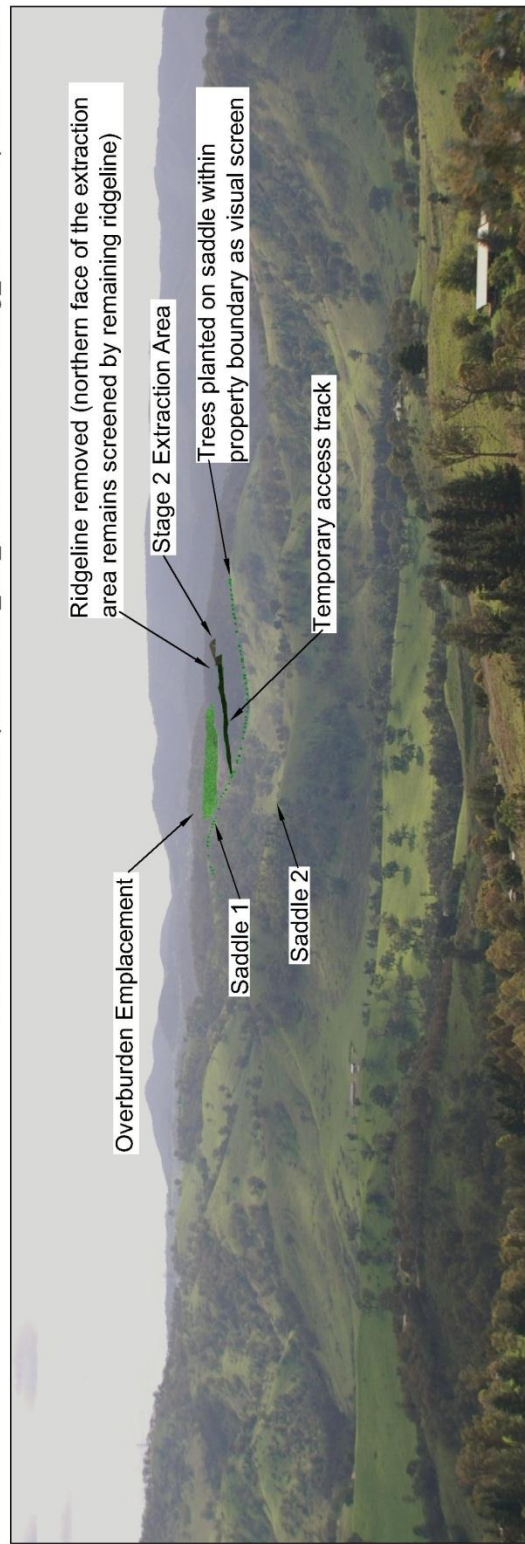 Ridgeline removed (northern face of the extraction
area remains screened by remaining ridgeline)
Stage 2 Extraction Area
Overburden Emplacement
Trees planted on saddle within
property boundary as visual screen
Saddle 1
Saddle 2
Temporary access track